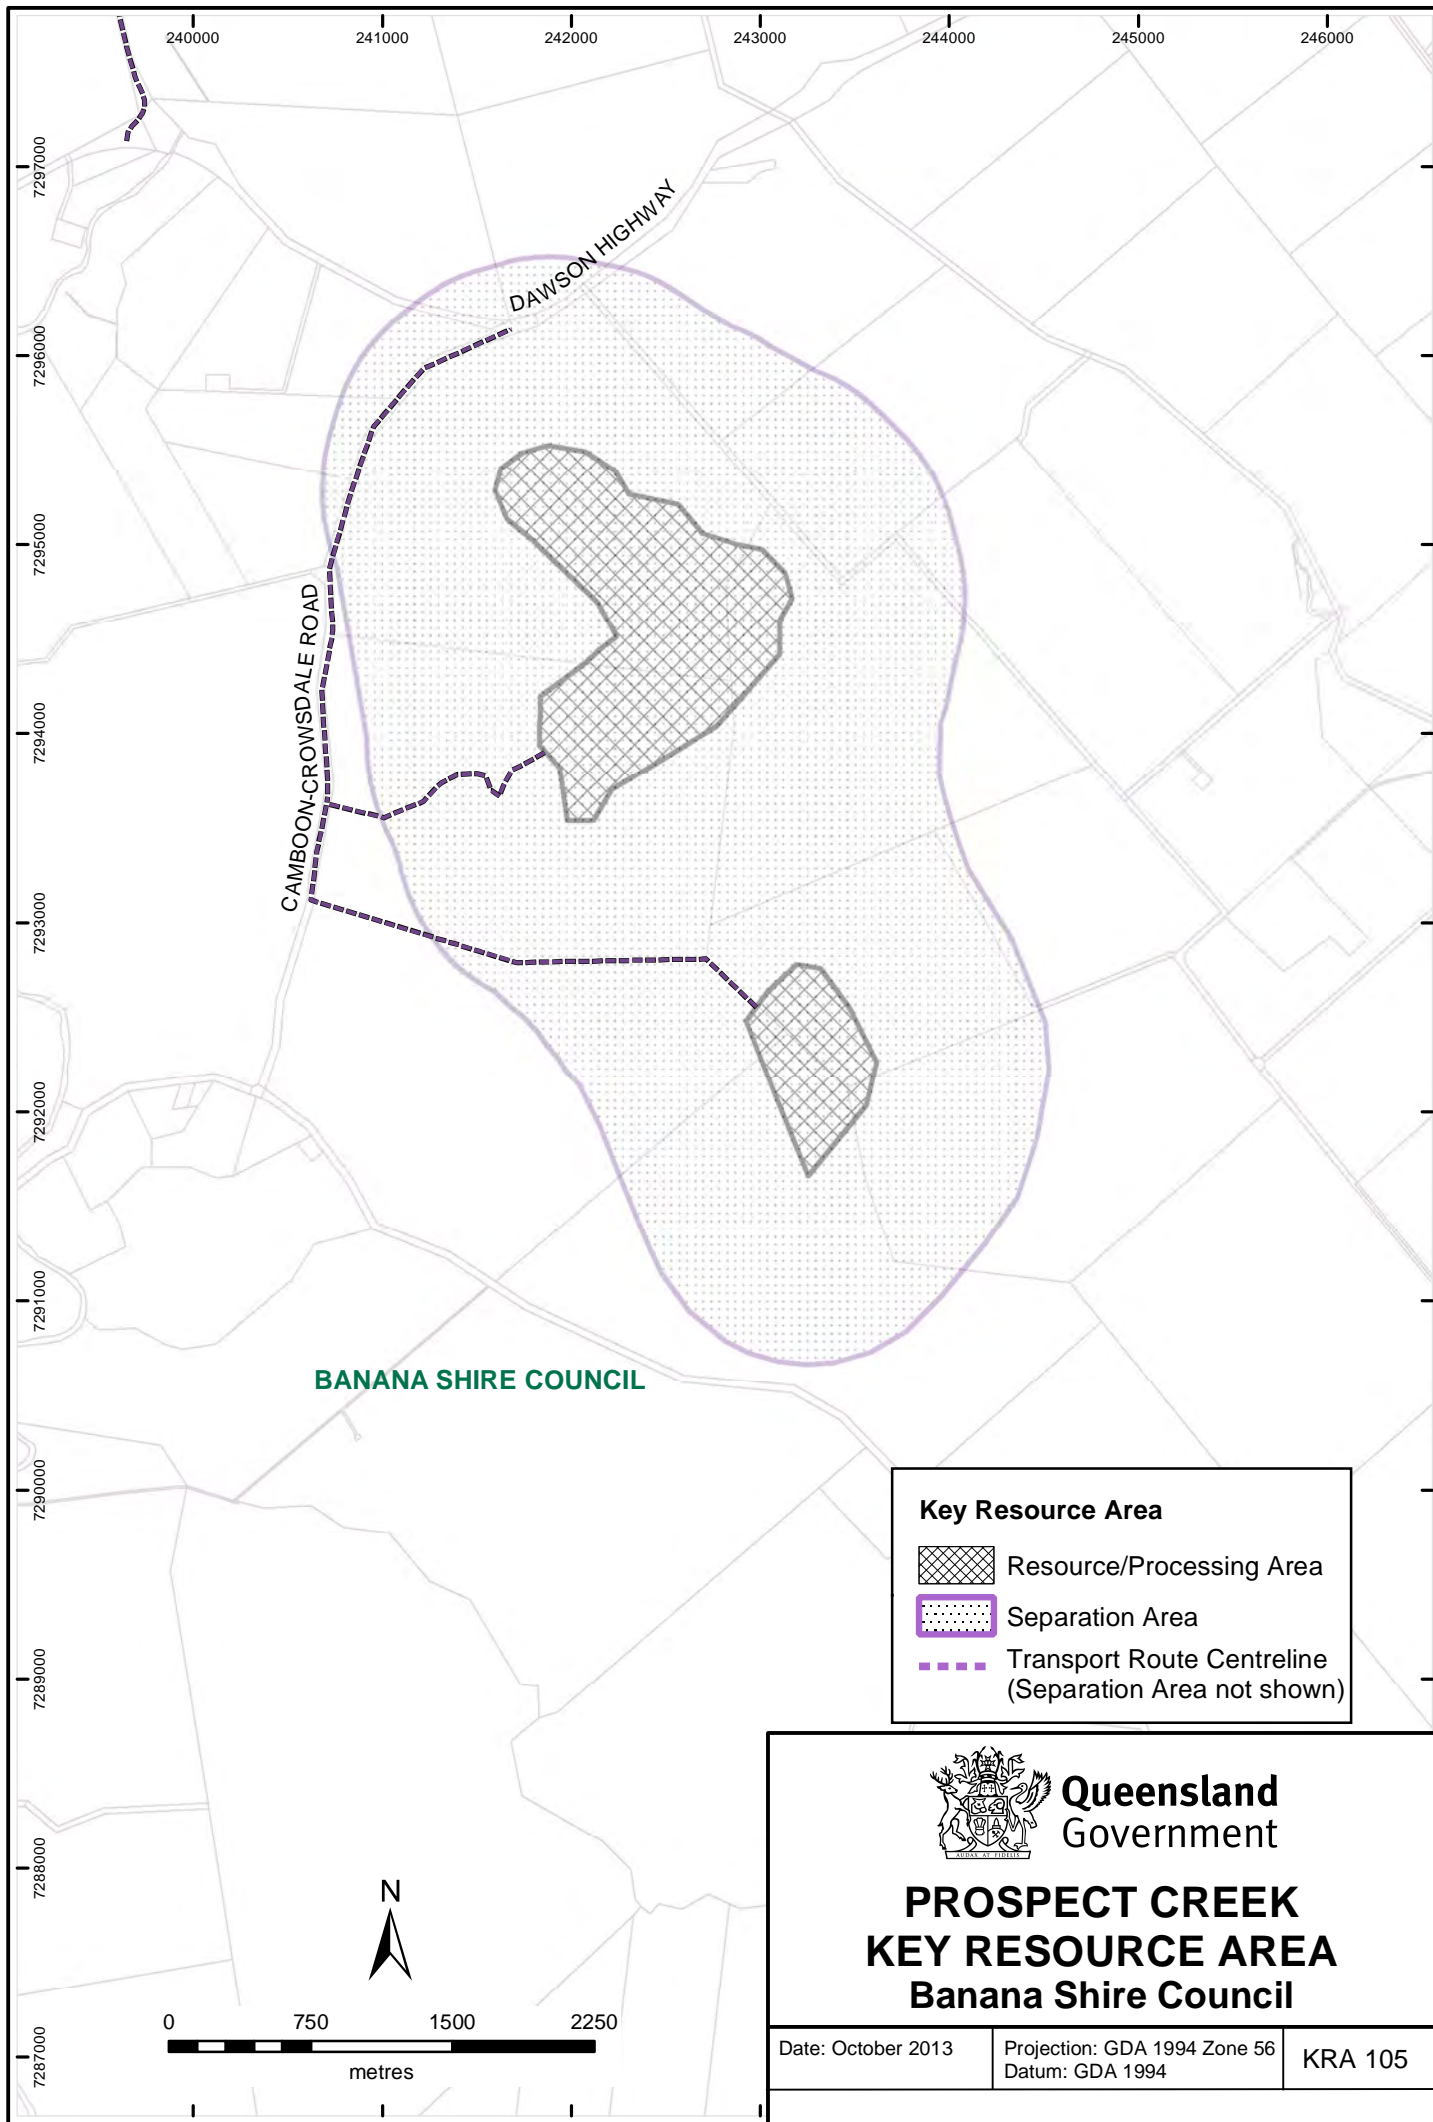 240000 241000 242000 243000 244000 245000 246000
7297000
7296000
7295000
7294000
7293000
7292000
7291000
7290000
7289000
7288000
7287000
DAWSON HIGHWAY
CAMBOON-CROWSDALE ROAD
BANANA SHIRE COUNCIL
Key Resource Area
Resource/Processing Area
Separation Area
Transport Route Centreline
(Separation Area not shown)
N
0 750 1500 2250
metres
AUDAX AT FIDELIS
Queensland
Government
PROSPECT CREEK
KEY RESOURCE AREA
Banana Shire Council
Date: October 2013
Projection: GDA 1994 Zone 56
Datum: GDA 1994
KRA 105